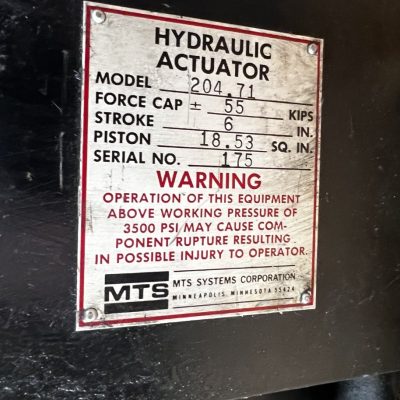 HYDRAULIC
ACTUATOR
MODEL 204.71
FORCE CAP ± 55 KIPS
STROKE 6 IN.
PISTON 18.53 SQ. IN.
SERIAL NO. 175
WARNING
OPERATION OF THIS EQUIPMENT
ABOVE WORKING PRESSURE OF
3500 PSI MAY CAUSE COM-
PONENT RUPTURE RESULTING
IN POSSIBLE INJURY TO OPERATOR.
MTS MTS SYSTEMS CORPORATION
MINNEAPOLIS, MINNESOTA 55424